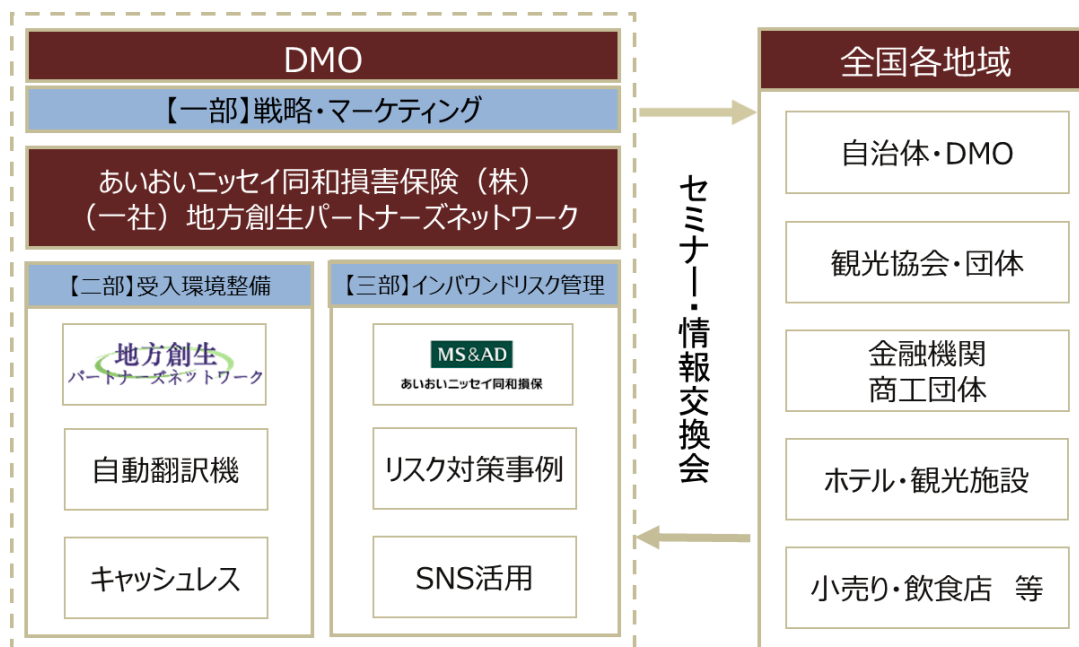 DMO
【一部】戦略・マーケティング
あいおいニッセイ同和損害保険（株）
（一社）地方創生パートナーズネットワーク
【二部】受入環境整備
地方創生
パートナーズネットワーク
自動翻訳機
キャッシュレス
【三部】インバウンドリスク管理
MS&AD
あいおいニッセイ同和損保
リスク対策事例
SNS活用
セミナー・情報交換会
全国各地域
自治体・DMO
観光協会・団体
金融機関
商工団体
ホテル・観光施設
小売り・飲食店　等